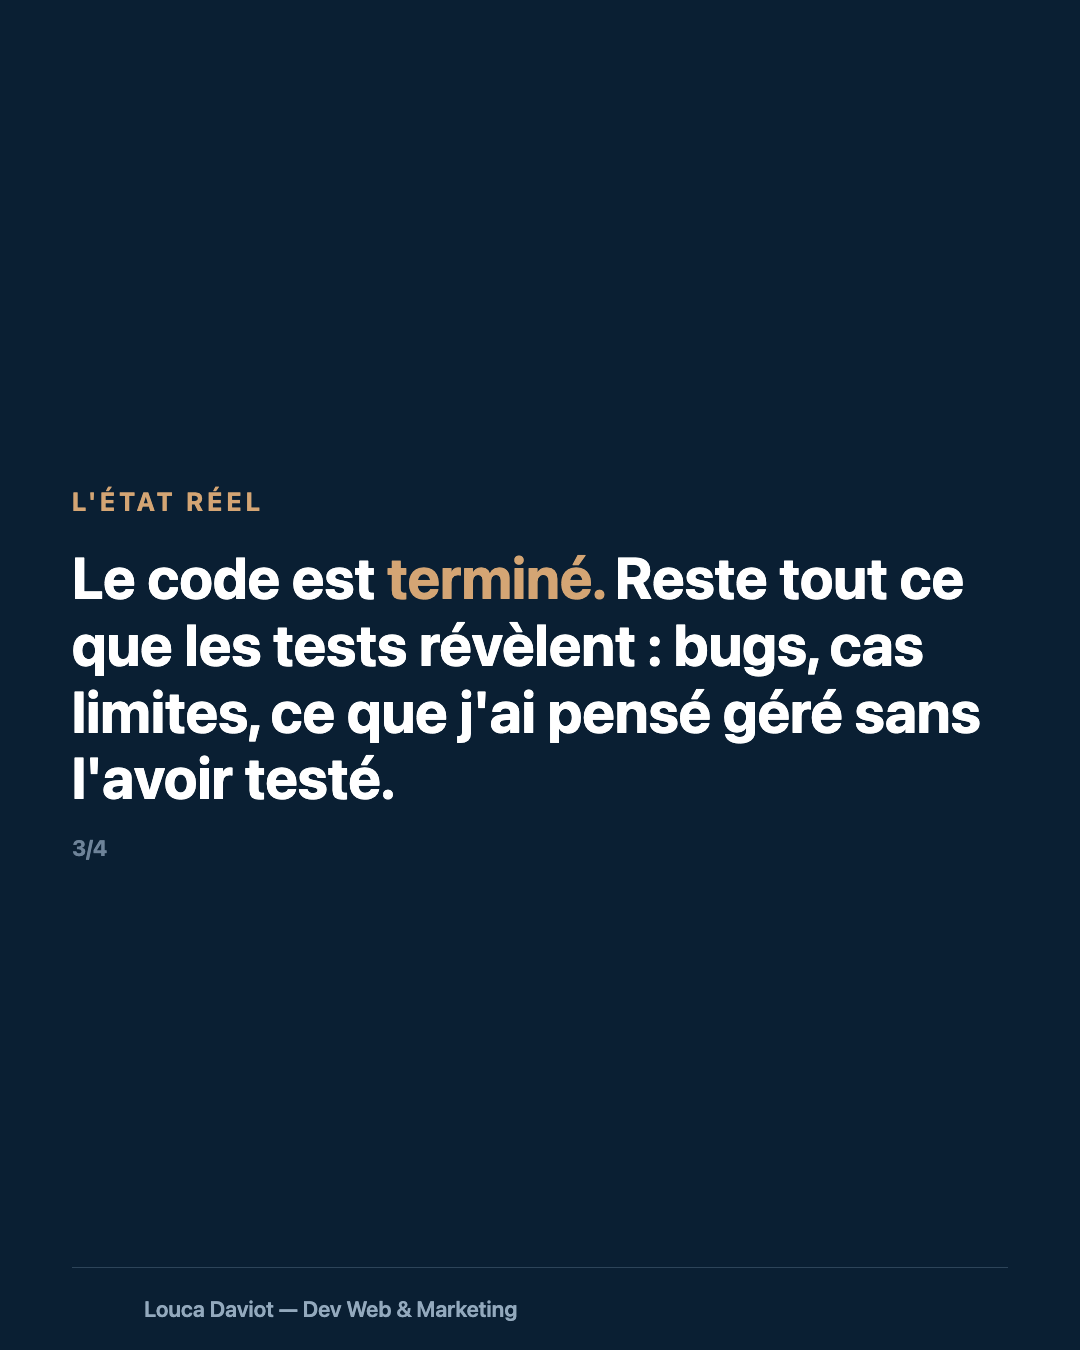 L'ÉTAT RÉEL
Le code est terminé. Reste tout ce
que les tests révèlent : bugs, cas
limites, ce que j'ai pensé géré sans
l'avoir testé.
3/4
Louca Daviot — Dev Web & Marketing